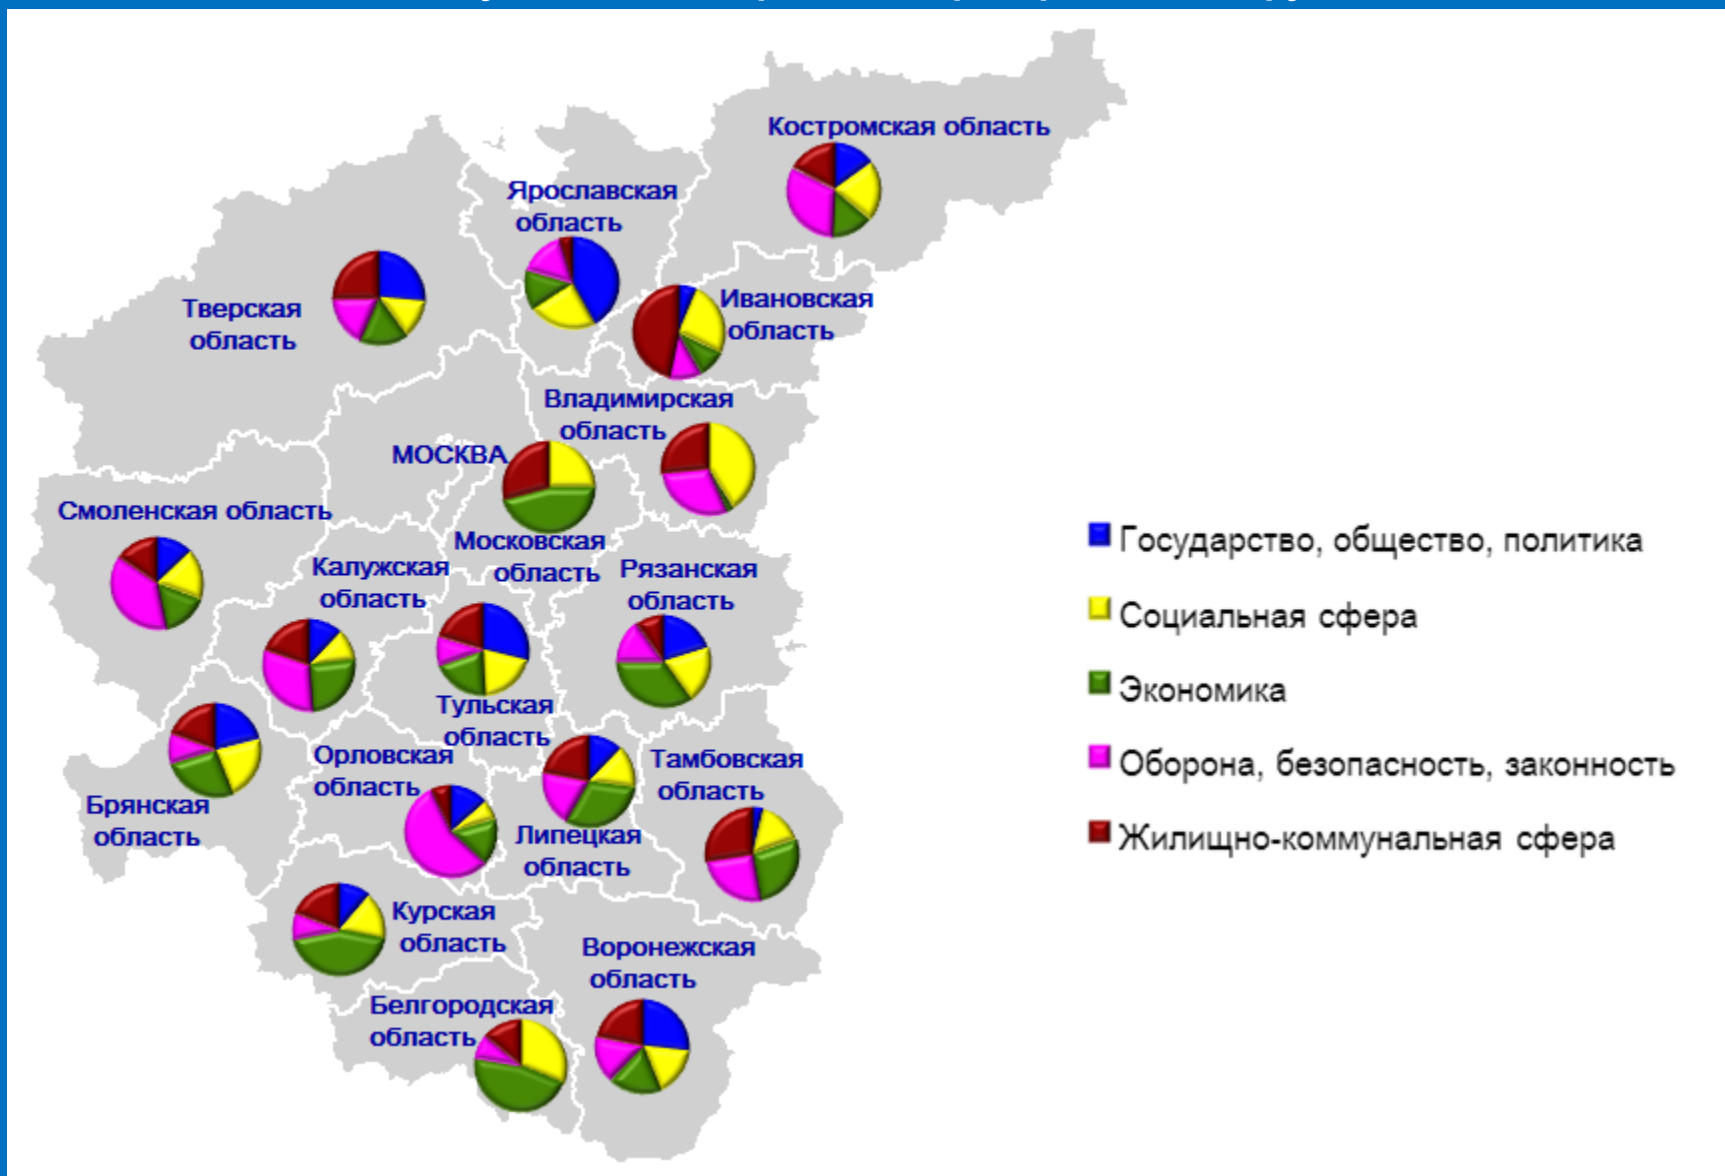 Костромская область
Ярославская
область
Ивановская
область
Тверская
область
Владимирская
область
МОСКВА
Смоленская область
Московская
область
Калужская
область
Рязанская
область
Тульская
область
Орловская
область
Тамбовская
область
Брянская
область
Липецкая
область
Курская
область
Воронежская
область
Белгородская
область
Государство, общество, политика
Социальная сфера
Экономика
Оборона, безопасность, законность
Жилищно-коммунальная сфера